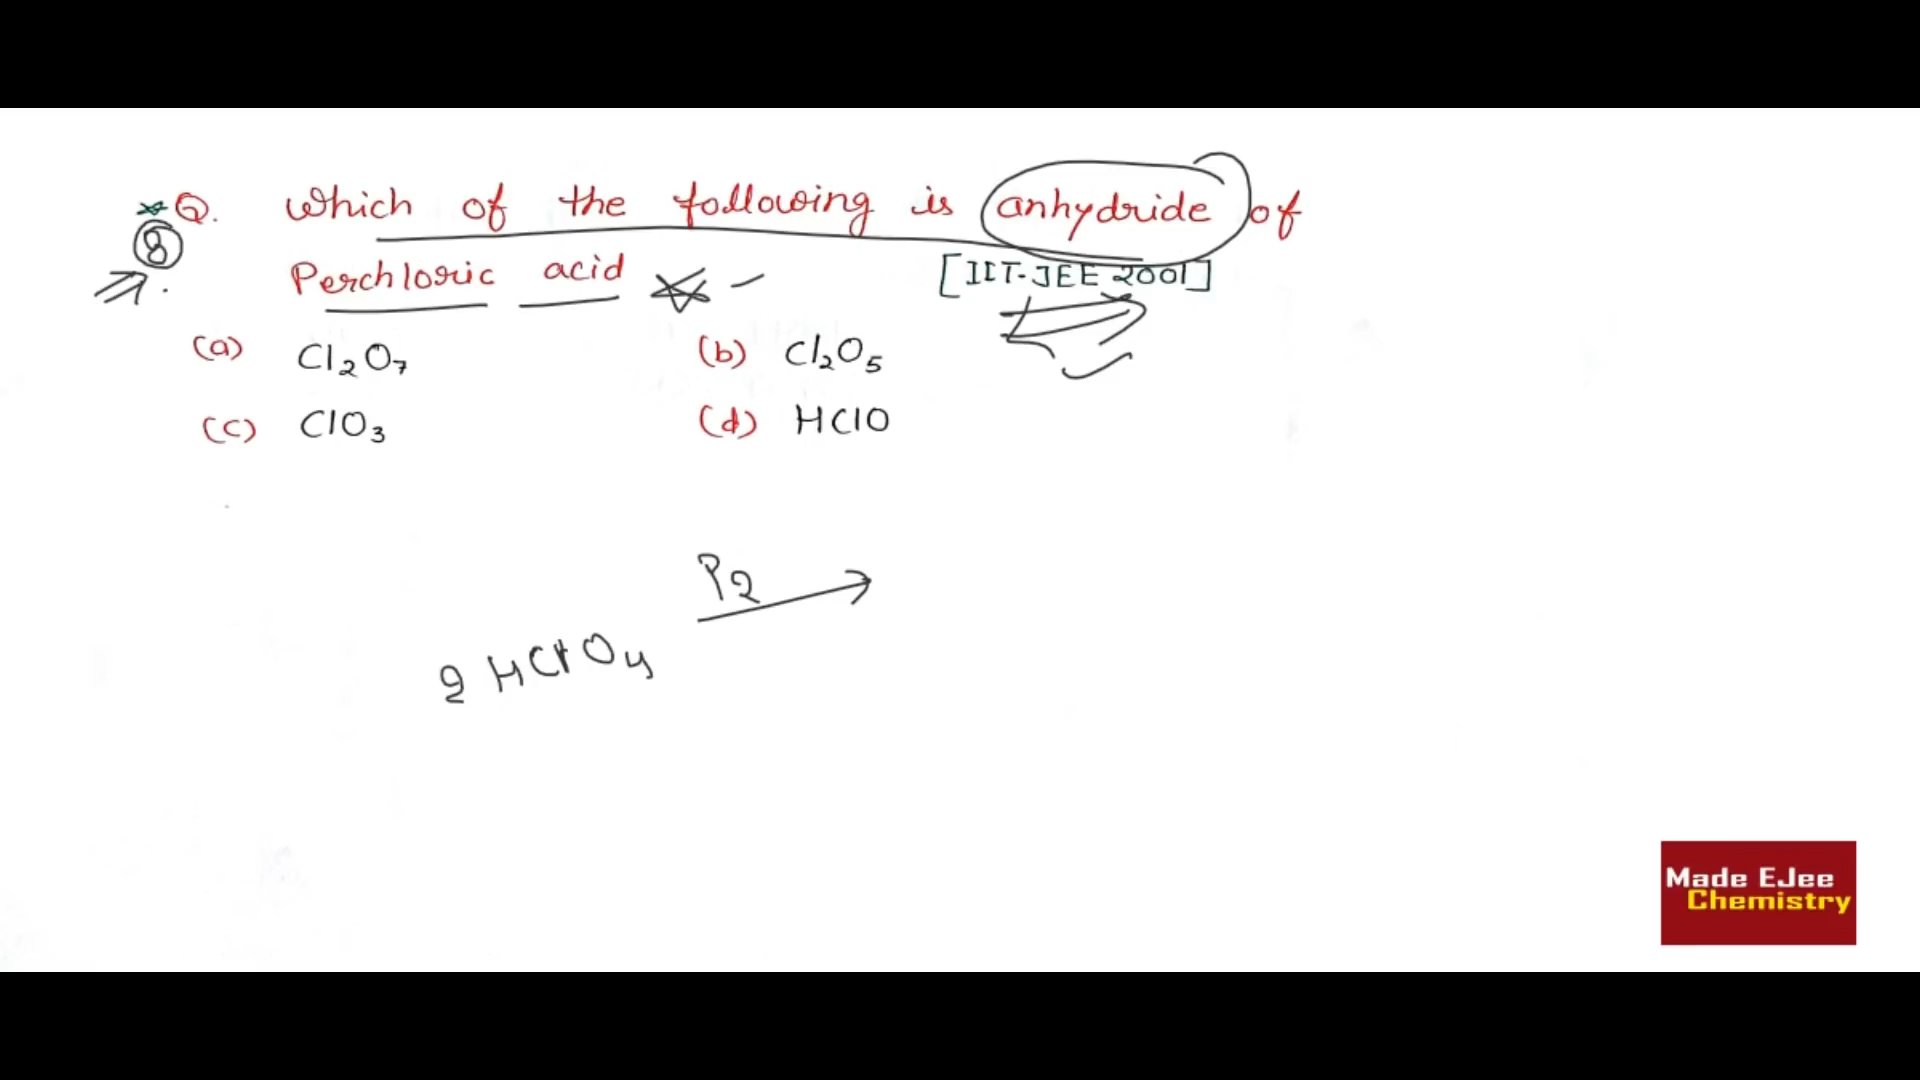 Q. Which of the following is anhydride of
8
Perchloric acid [IIT-JEE 2001]
(a) Cl2O7 (b) Cl2O5
(c) ClO3 (d) HClO
2 HClO4
Made EJee
Chemistry